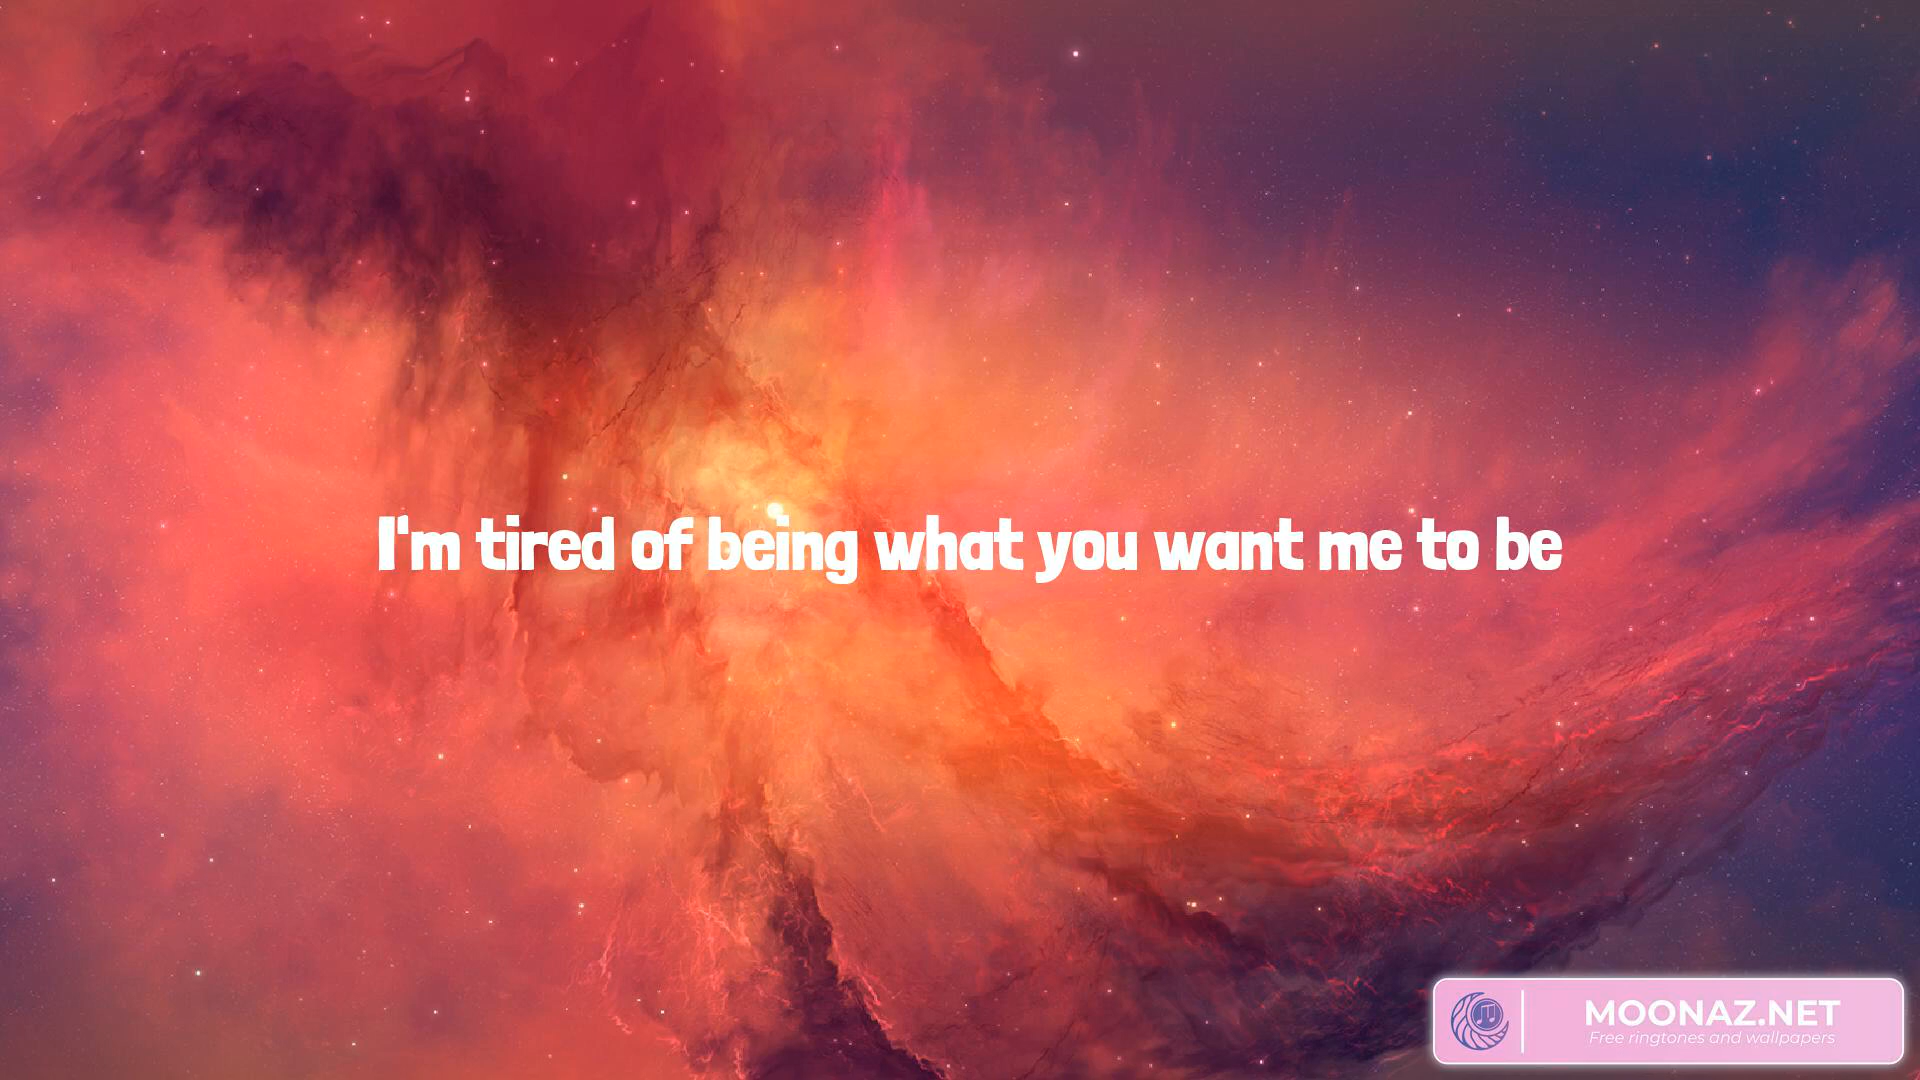 I'm tired of being what you want me to be
MOONAZ.NET
Free ringtones and wallpapers